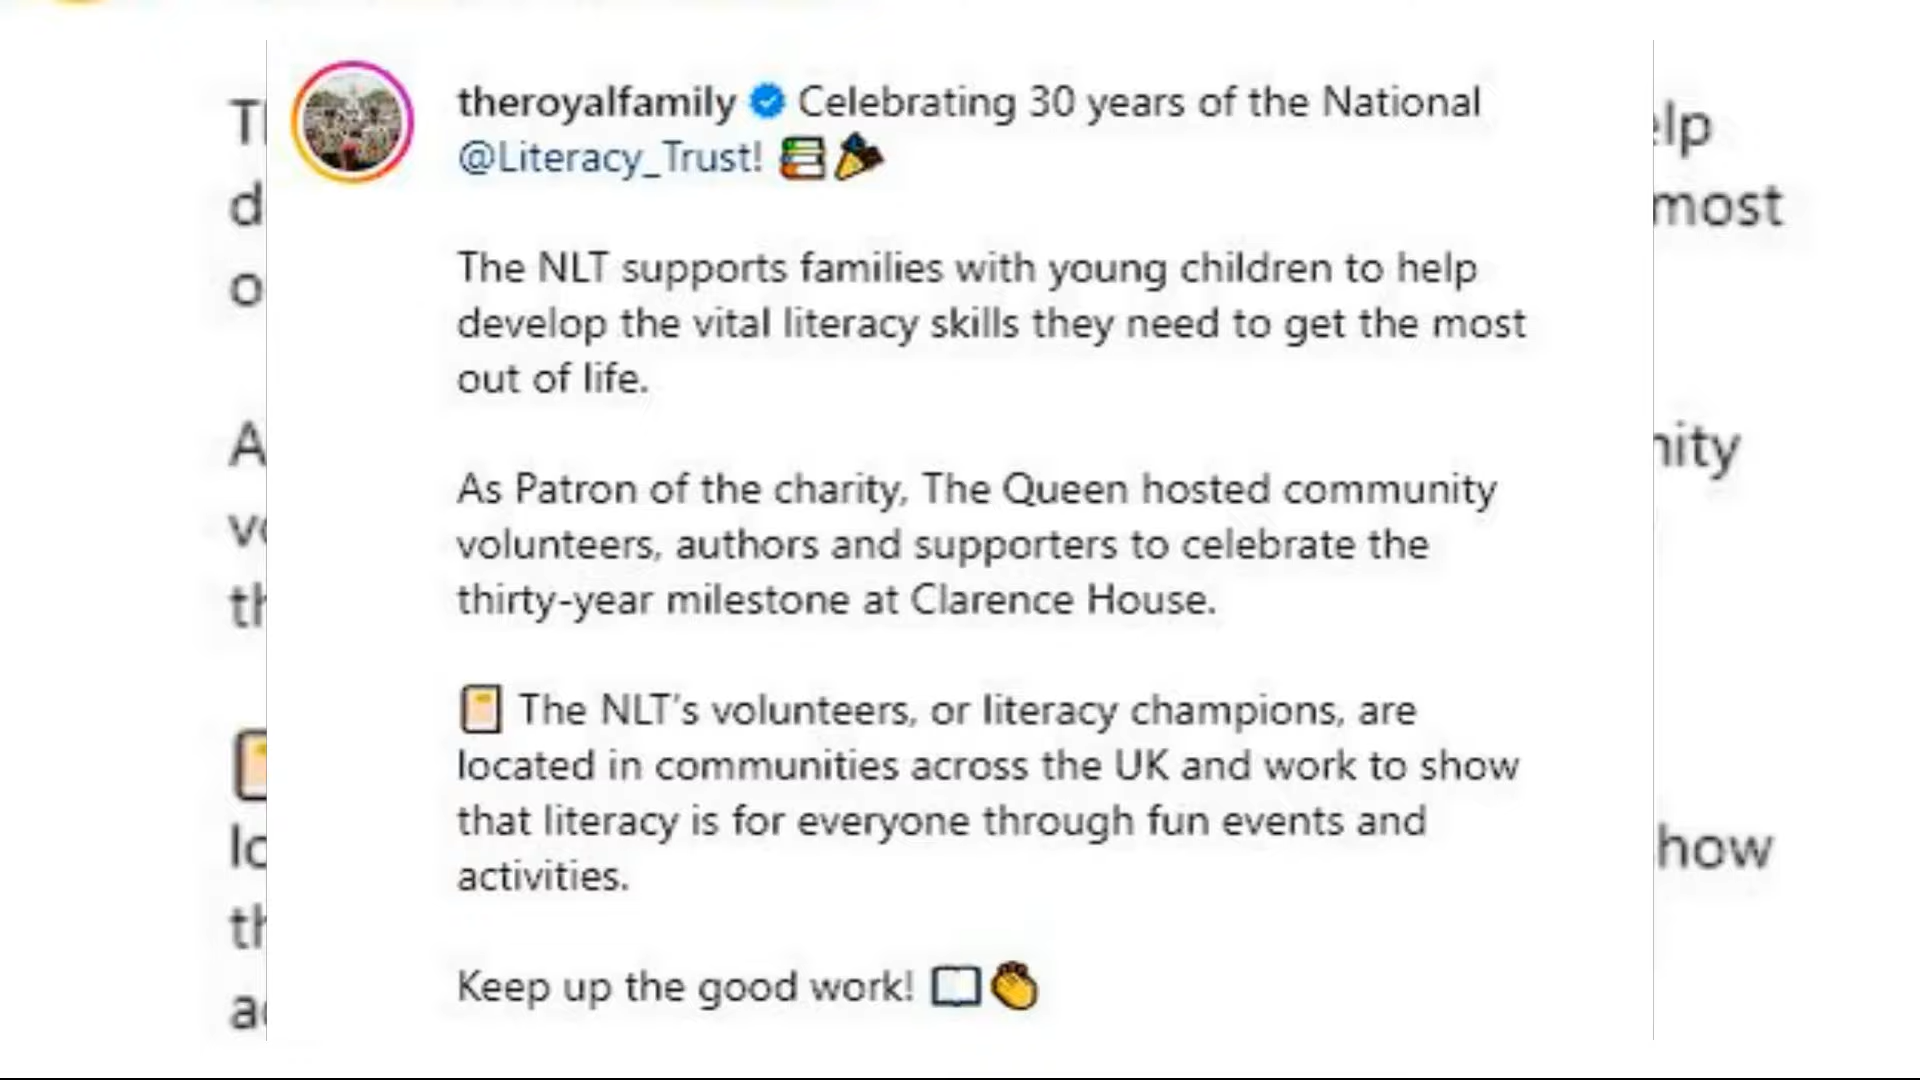 theroyalfamily Celebrating 30 years of the National
@Literacy_Trust! 📚🎉
The NLT supports families with young children to help
develop the vital literacy skills they need to get the most
out of life.
As Patron of the charity, The Queen hosted community
volunteers, authors and supporters to celebrate the
thirty-year milestone at Clarence House.
📔 The NLT's volunteers, or literacy champions, are
located in communities across the UK and work to show
that literacy is for everyone through fun events and
activities.
Keep up the good work! 📖👏